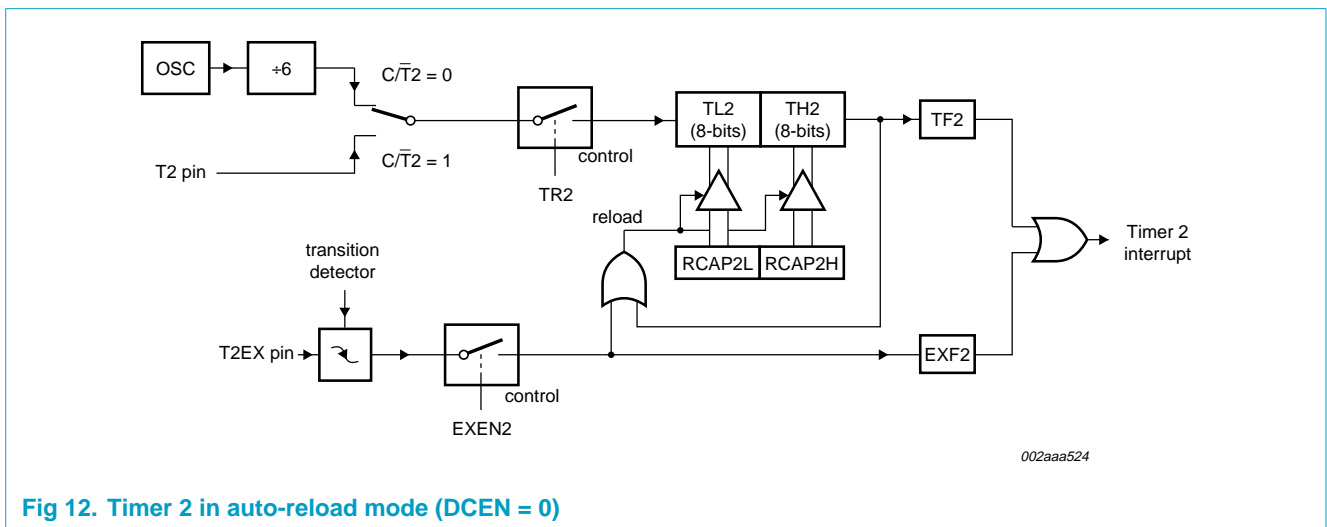 OSC
÷6
C/T̅2 = 0
C/T̅2 = 1
T2 pin
control
TR2
TL2
(8-bits)
TH2
(8-bits)
TF2
reload
RCAP2L
RCAP2H
Timer 2
interrupt
transition
detector
T2EX pin
control
EXEN2
EXF2
002aaa524
Fig 12. Timer 2 in auto-reload mode (DCEN = 0)